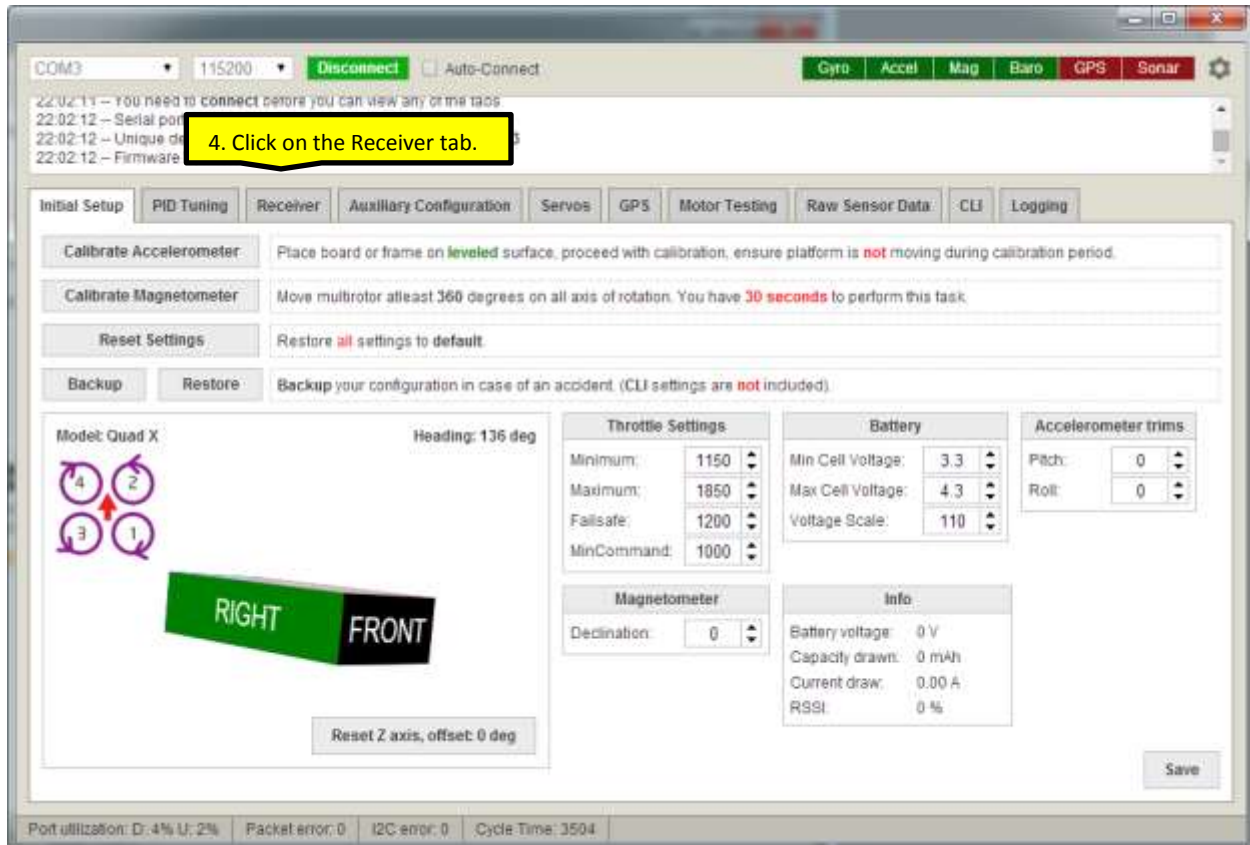 COM3 115200 Disconnect Auto-Connect Gyro Accel Mag Baro GPS Sonar
22:02:11 -- You need to connect before you can view any of the tabs
22:02:12 -- Serial port
22:02:12 -- Unique de
22:02:12 -- Firmware
4. Click on the Receiver tab.
Initial Setup PID Tuning Receiver Auxiliary Configuration Servos GPS Motor Testing Raw Sensor Data CLI Logging
Calibrate Accelerometer Place board or frame on leveled surface, proceed with calibration, ensure platform is not moving during calibration period.
Calibrate Magnetometer Move multirotor atleast 360 degrees on all axis of rotation. You have 30 seconds to perform this task.
Reset Settings Restore all settings to default.
Backup Restore Backup your configuration in case of an accident. (CLI settings are not included).
Model: Quad X Heading: 136 deg
4 2
3 1
RIGHT FRONT
Reset Z axis, offset: 0 deg
Throttle Settings
Minimum: 1150
Maximum: 1850
Failsafe: 1200
MinCommand: 1000
Battery
Min Cell Voltage: 3.3
Max Cell Voltage: 4.3
Voltage Scale: 110
Accelerometer trims
Pitch: 0
Roll: 0
Magnetometer
Declination: 0
Info
Battery voltage: 0 V
Capacity drawn: 0 mAh
Current draw: 0.00 A
RSSI: 0 %
Save
Port utilization: D: 4% U: 2% Packet error: 0 I2C error: 0 Cycle Time: 3504